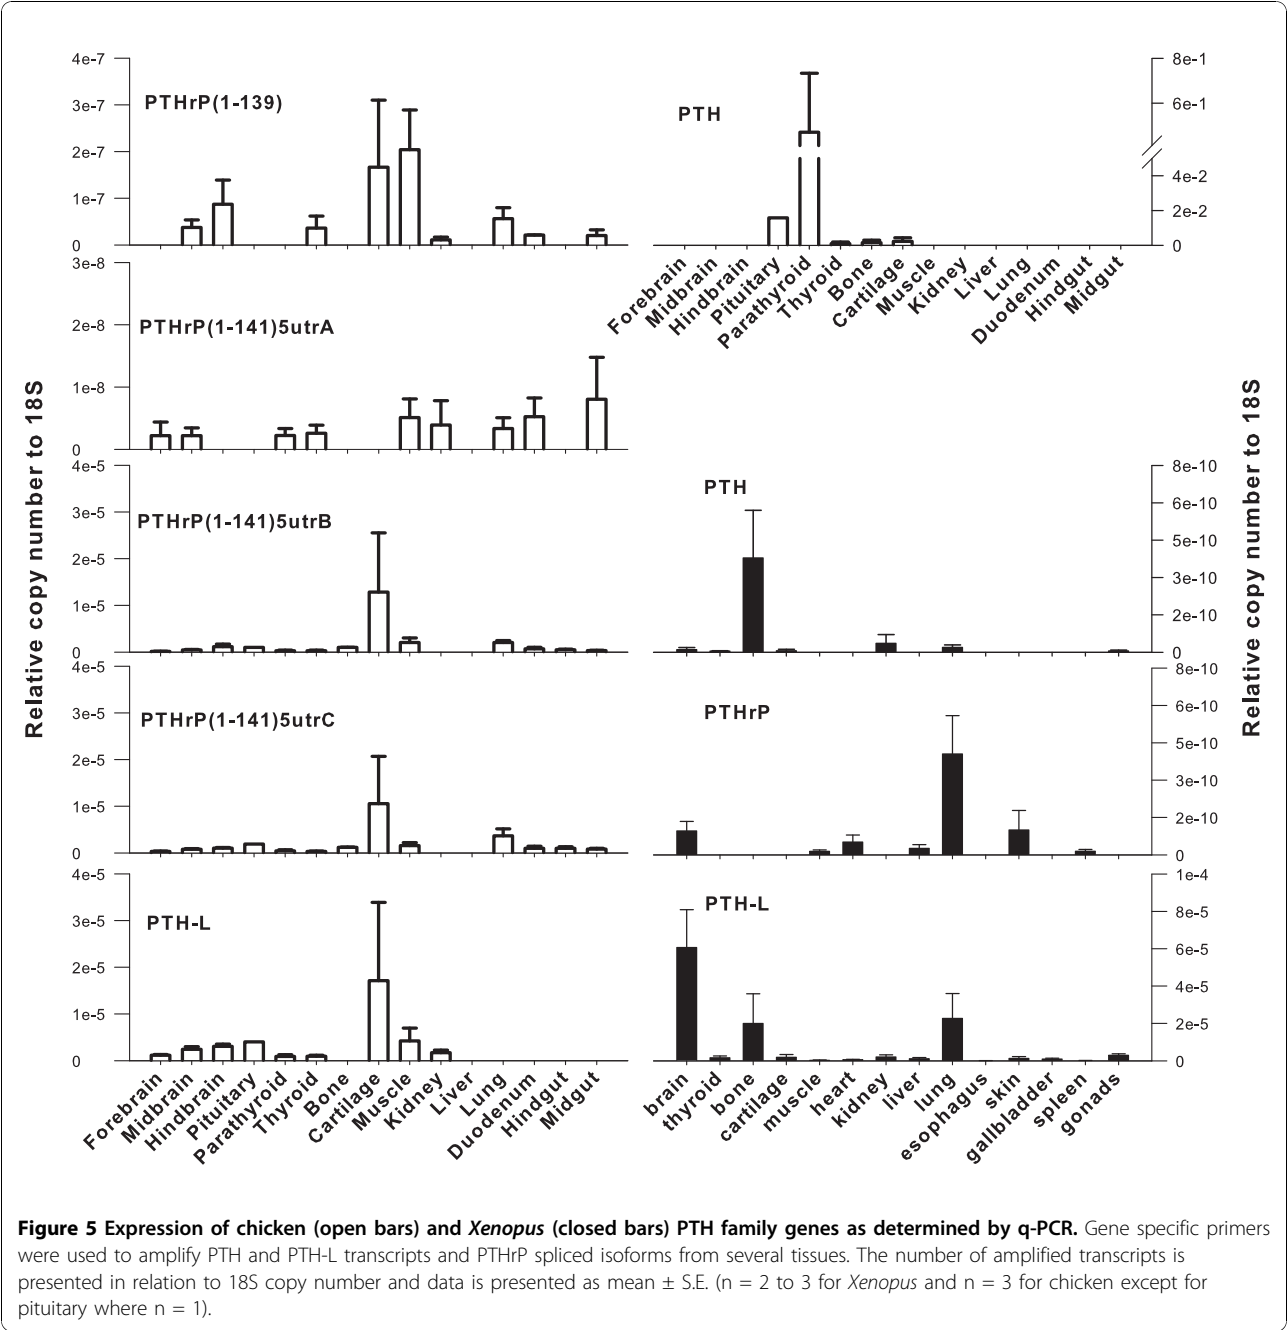 4e-7
3e-7
2e-7
1e-7
0
PTHrP(1-139)
8e-1
6e-1
4e-2
2e-2
0
PTH
Forebrain
Midbrain
Hindbrain
Pituitary
Parathyroid
Thyroid
Bone
Cartilage
Muscle
Kidney
Liver
Lung
Duodenum
Hindgut
Midgut
3e-8
2e-8
1e-8
0
PTHrP(1-141)5utrA
Relative copy number to 18S
4e-5
3e-5
2e-5
1e-5
0
PTHrP(1-141)5utrB
8e-10
6e-10
5e-10
3e-10
2e-10
0
PTH
Relative copy number to 18S
4e-5
3e-5
2e-5
1e-5
0
PTHrP(1-141)5utrC
8e-10
6e-10
5e-10
3e-10
2e-10
0
PTHrP
4e-5
3e-5
2e-5
1e-5
0
PTH-L
1e-4
8e-5
6e-5
4e-5
2e-5
0
PTH-L
Forebrain
Midbrain
Hindbrain
Pituitary
Parathyroid
Thyroid
Bone
Cartilage
Muscle
Kidney
Liver
Lung
Duodenum
Hindgut
Midgut
brain
thyroid
bone
cartilage
muscle
heart
kidney
liver
lung
esophagus
skin
gallbladder
spleen
gonads
Figure 5 Expression of chicken (open bars) and Xenopus (closed bars) PTH family genes as determined by q-PCR. Gene specific primers
were used to amplify PTH and PTH-L transcripts and PTHrP spliced isoforms from several tissues. The number of amplified transcripts is
presented in relation to 18S copy number and data is presented as mean ± S.E. (n = 2 to 3 for Xenopus and n = 3 for chicken except for
pituitary where n = 1).